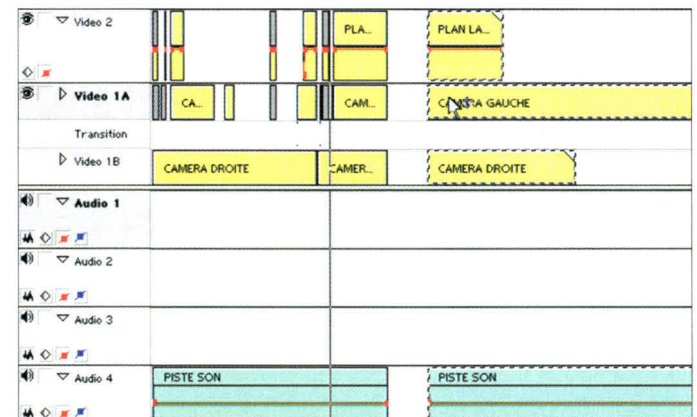 Video 2
PLA...
PLAN LA...
Video 1A
CA...
CAM...
CAMERA GAUCHE
Transition
Video 1B
CAMERA DROITE
CAMER...
CAMERA DROITE
Audio 1
Audio 2
Audio 3
Audio 4
PISTE SON
PISTE SON